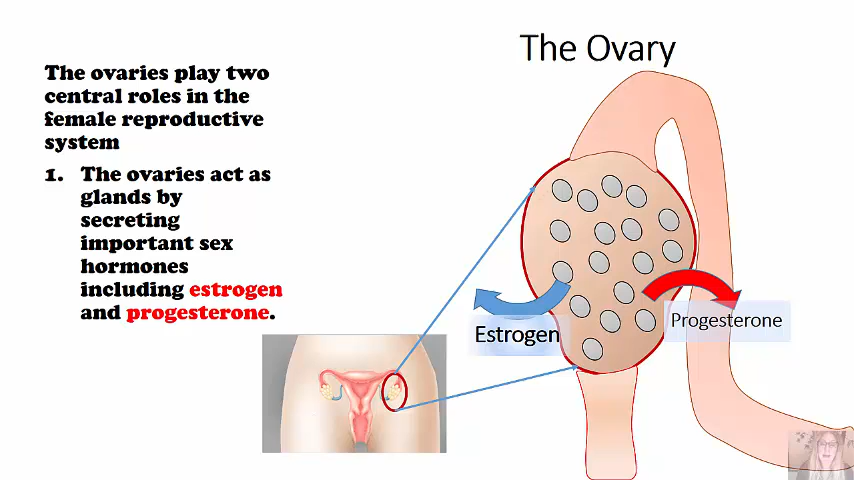 The Ovary
The ovaries play two
central roles in the
female reproductive
system
1. The ovaries act as
glands by
secreting
important sex
hormones
including estrogen
and progesterone.
Estrogen
Progesterone